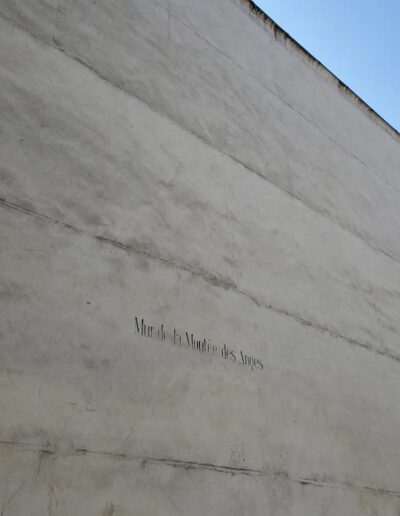 Mur de la Montée des Anges